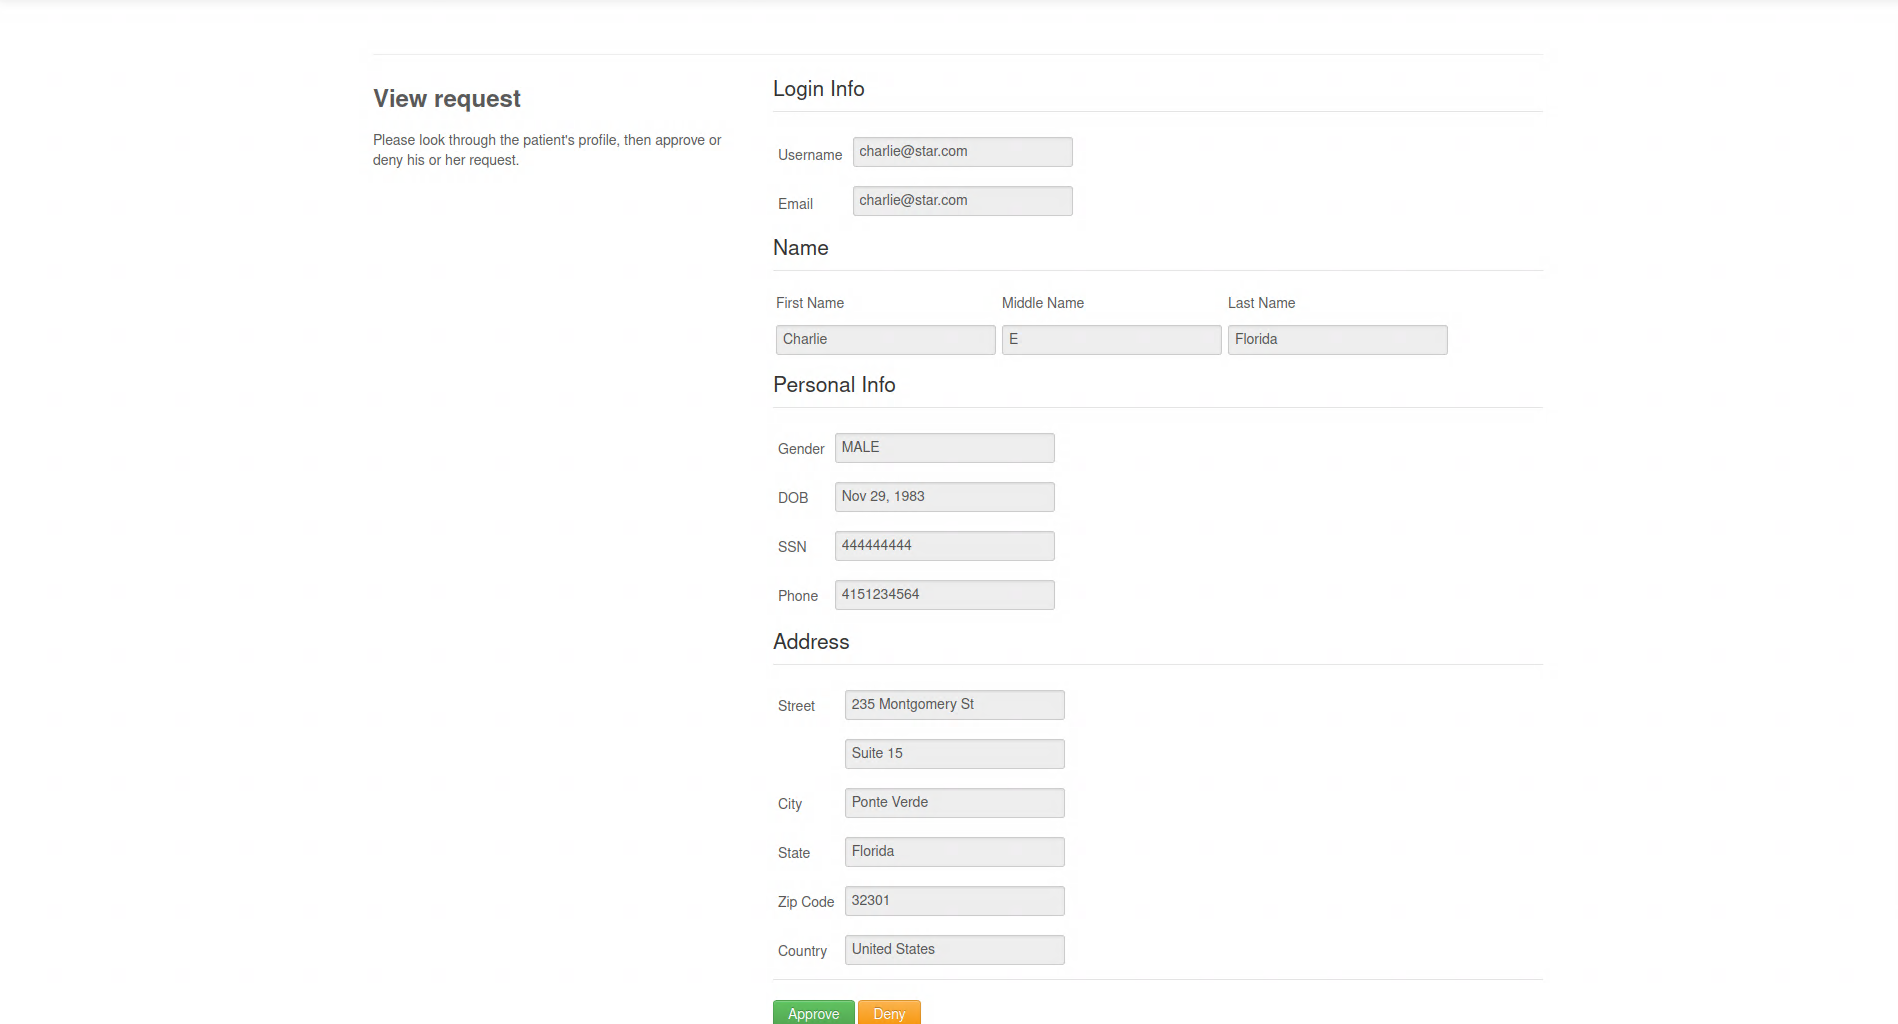 View request
Please look through the patient's profile, then approve or
deny his or her request.
Login Info
Username charlie@star.com
Email charlie@star.com
Name
First Name Middle Name Last Name
Charlie E Florida
Personal Info
Gender MALE
DOB Nov 29, 1983
SSN 444444444
Phone 4151234564
Address
Street 235 Montgomery St
Suite 15
City Ponte Verde
State Florida
Zip Code 32301
Country United States
Approve Deny